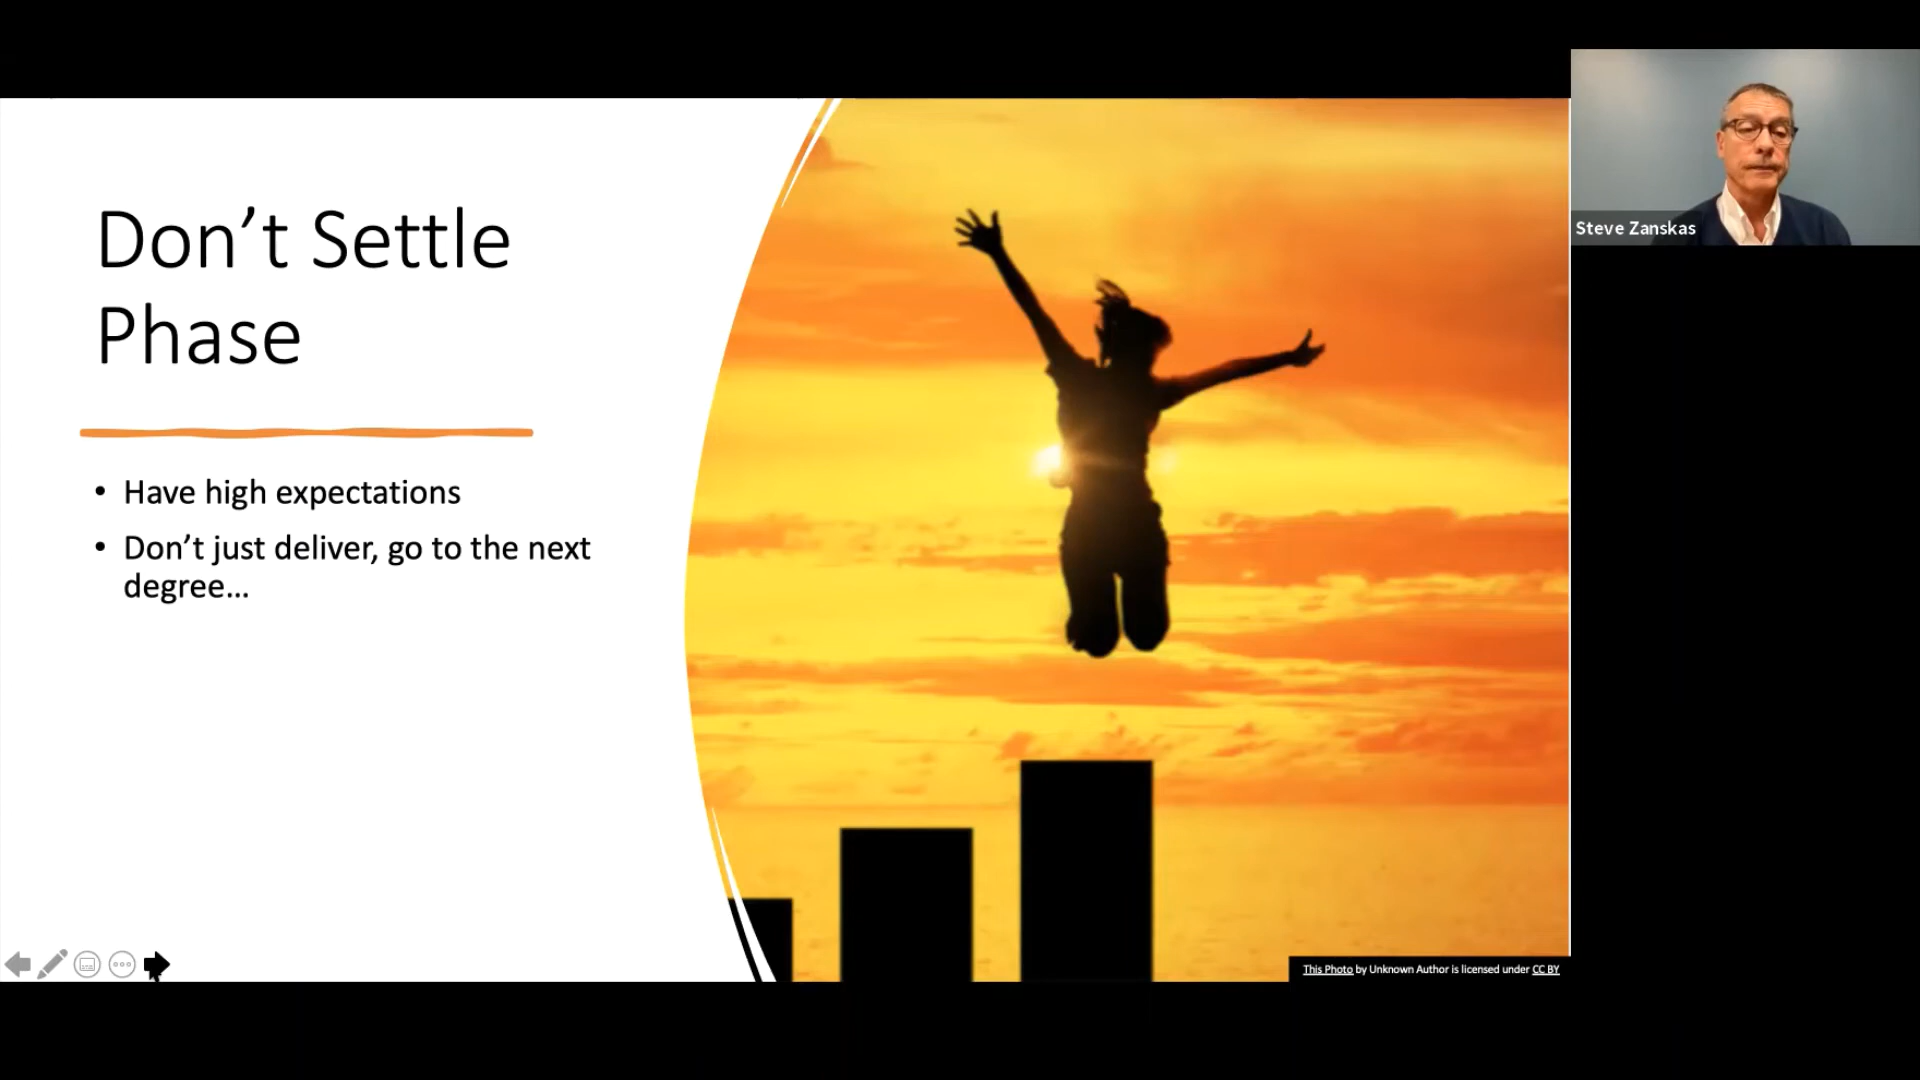 Don’t Settle
Phase
• Have high expectations
• Don’t just deliver, go to the next
degree…
This Photo by Unknown Author is licensed under CC BY
Steve Zanskas